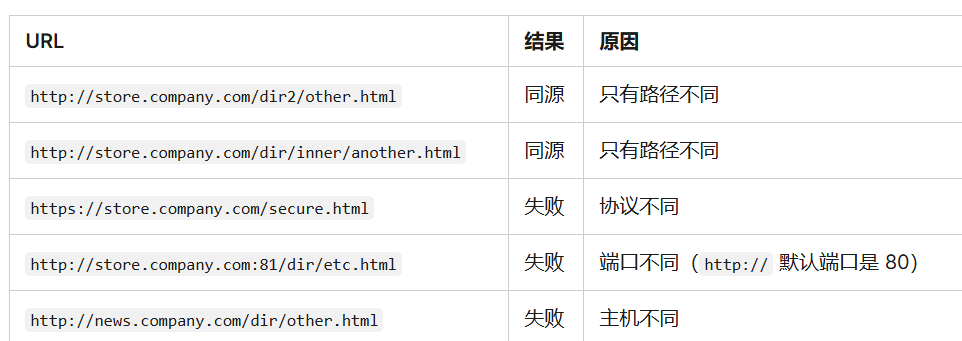 URL 结果 原因
http://store.company.com/dir2/other.html 同源 只有路径不同
http://store.company.com/dir/inner/another.html 同源 只有路径不同
https://store.company.com/secure.html 失败 协议不同
http://store.company.com:81/dir/etc.html 失败 端口不同（http:// 默认端口是 80）
http://news.company.com/dir/other.html 失败 主机不同